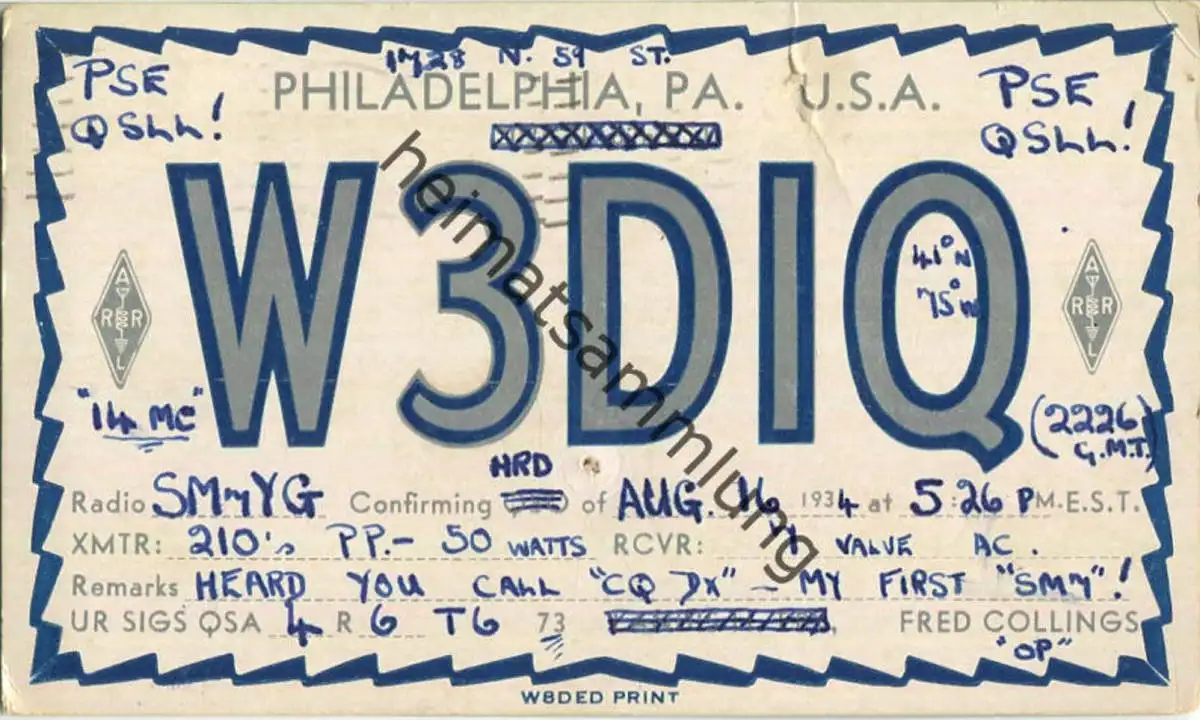 1728 N. 59 ST.
PSE
QSLL!
PHILADELPHIA, PA. U.S.A.
PSE
QSLL!
W3DIQ
41° N
75° W
A
R R
L
A
R R
L
"14 MC"
(2226
G.M.T.)
HRD
Radio SM7YG Confirming of AUG. 16 1934 at 5:26 PM.E.S.T.
XMTR: 210's PP.- 50 WATTS RCVR: VALVE AC.
Remarks HEARD YOU CALL "CQ DX" - MY FIRST "SM7"!
UR SIGS QSA 4 R 6 T6 73 FRED COLLINGS
"OP"
W8DED PRINT
heimatsammlung